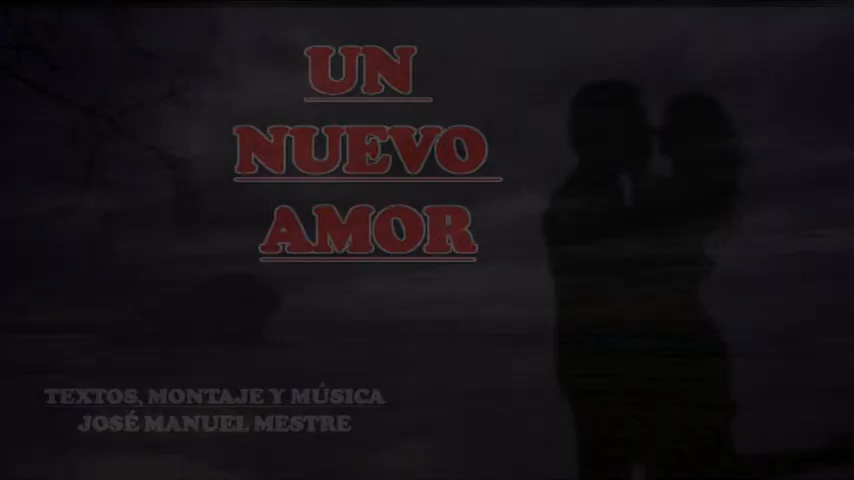 UN
NUEVO
AMOR
TEXTOS, MONTAJE Y MÚSICA
JOSÉ MANUEL MESTRE